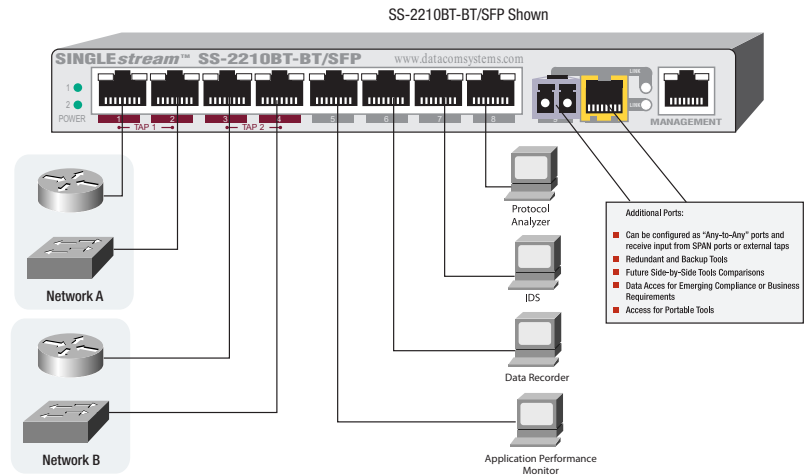 SS-2210BT-BT/SFP Shown
SINGLEstream™ SS-2210BT-BT/SFP
www.datacomsystems.com
LINK
1
2
LINK
POWER
1
2
3
4
5
6
7
8
9
MANAGEMENT
TAP 1
TAP 2
Network A
Network B
Protocol
Analyzer
IDS
Data Recorder
Application Performance
Monitor
Additional Ports:
Can be configured as “Any-to-Any” ports and
receive input from SPAN ports or external taps
Redundant and Backup Tools
Future Side-by-Side Tools Comparisons
Data Acces for Emerging Compliance or Business
Requirements
Access for Portable Tools